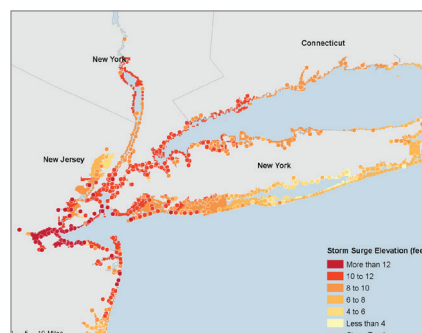 Connecticut
New York
New Jersey
New York
Storm Surge Elevation (fee
More than 12
10 to 12
8 to 10
6 to 8
4 to 6
Less than 4
10 Miles